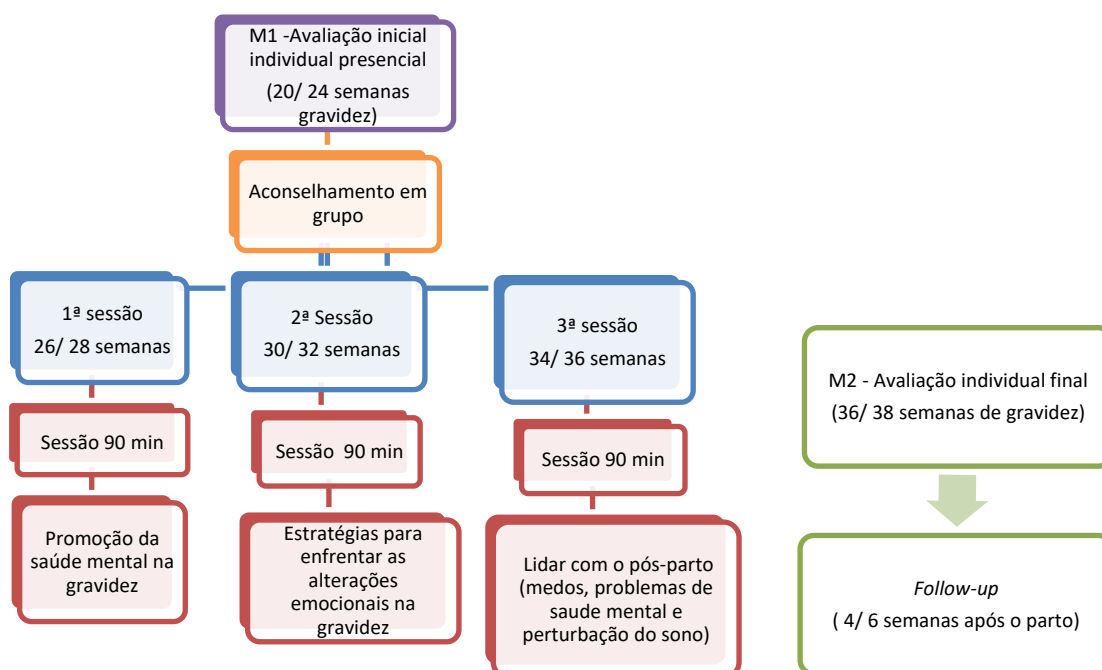 M1 -Avaliação inicial
individual presencial
(20/ 24 semanas
gravidez)
Aconselhamento em
grupo
1ª sessão
26/ 28 semanas
2ª Sessão
30/ 32 semanas
3ª sessão
34/ 36 semanas
Sessão 90 min
Sessão 90 min
Sessão 90 min
Promoção da
saúde mental na
gravidez
Estratégias para
enfrentar as
alterações
emocionais na
gravidez
Lidar com o pós-parto
(medos, problemas de
saude mental e
perturbação do sono)
M2 - Avaliação individual final
(36/ 38 semanas de gravidez)
Follow-up
( 4/ 6 semanas após o parto)